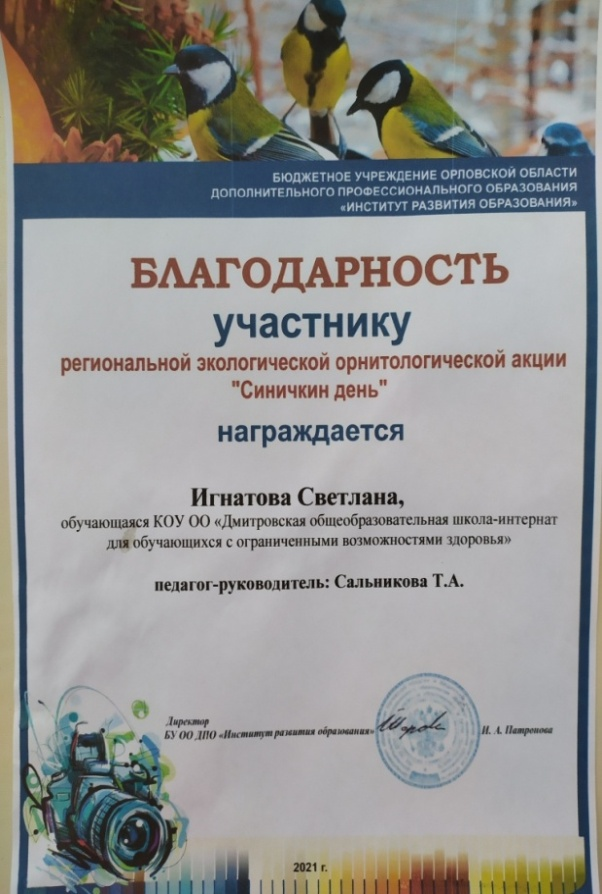 БЮДЖЕТНОЕ УЧРЕЖДЕНИЕ ОРЛОВСКОЙ ОБЛАСТИ
ДОПОЛНИТЕЛЬНОГО ПРОФЕССИОНАЛЬНОГО ОБРАЗОВАНИЯ
«ИНСТИТУТ РАЗВИТИЯ ОБРАЗОВАНИЯ»
БЛАГОДАРНОСТЬ
участнику
региональной экологической орнитологической акции
"Синичкин день"
награждается
Игнатова Светлана,
обучающаяся КОУ ОО «Дмитровская общеобразовательная школа-интернат
для обучающихся с ограниченными возможностями здоровья»
педагог-руководитель: Сальникова Т.А.
Директор
БУ ОО ДПО «Институт развития образования» И. А. Патронова
2021 г.